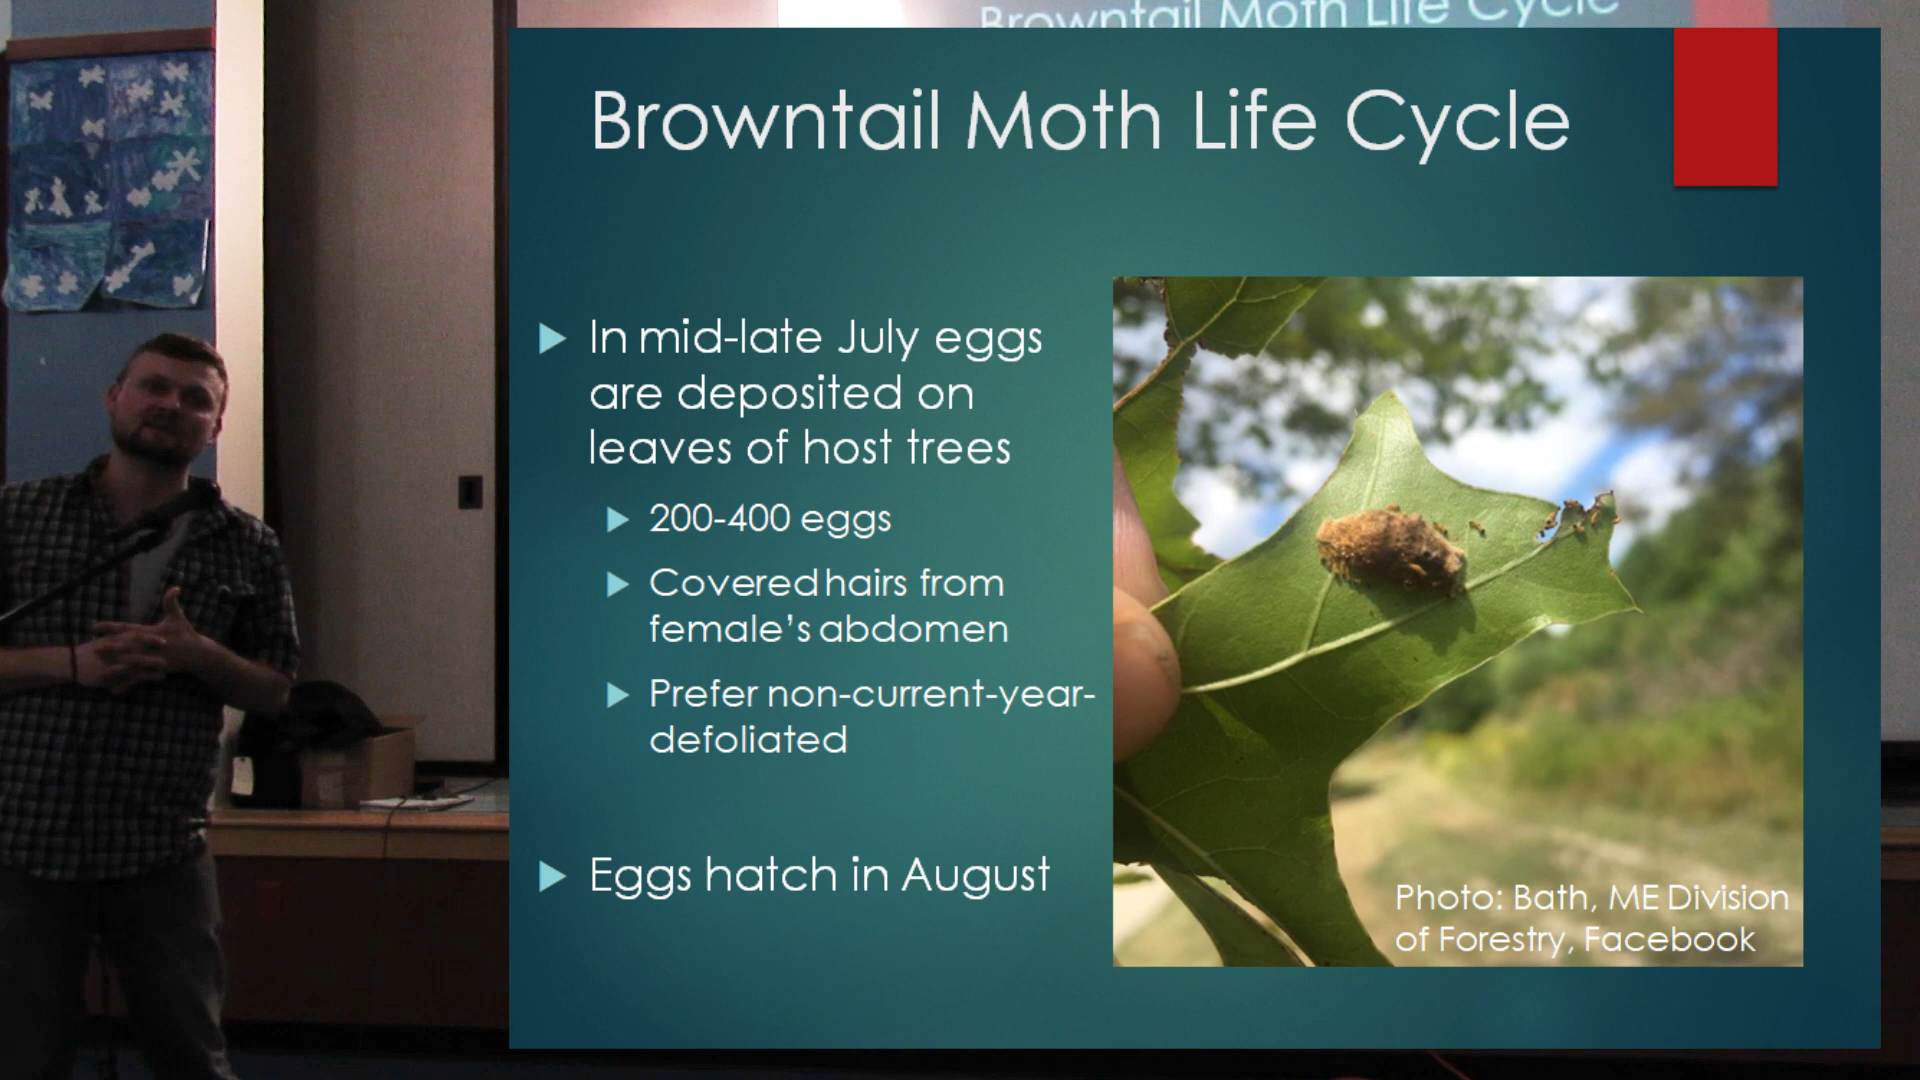 Browntail Moth Life Cycle
Browntail Moth Life Cycle
In mid-late July eggs
are deposited on
leaves of host trees
200-400 eggs
Covered hairs from
female's abdomen
Prefer non-current-year-
defoliated
Eggs hatch in August
Photo: Bath, ME Division
of Forestry, Facebook